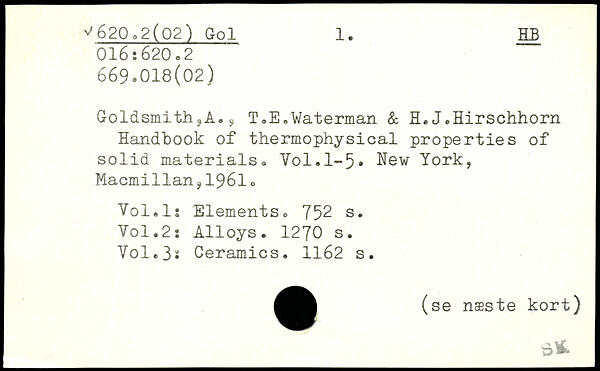 ✓620.2(02) Gol 1. HB
016:620.2
669.018(02)
Goldsmith,A., T.E.Waterman & H.J.Hirschhorn
Handbook of thermophysical properties of
solid materials. Vol.1-5. New York,
Macmillan,1961.
Vol.1: Elements. 752 s.
Vol.2: Alloys. 1270 s.
Vol.3: Ceramics. 1162 s.
(se næste kort)
SK